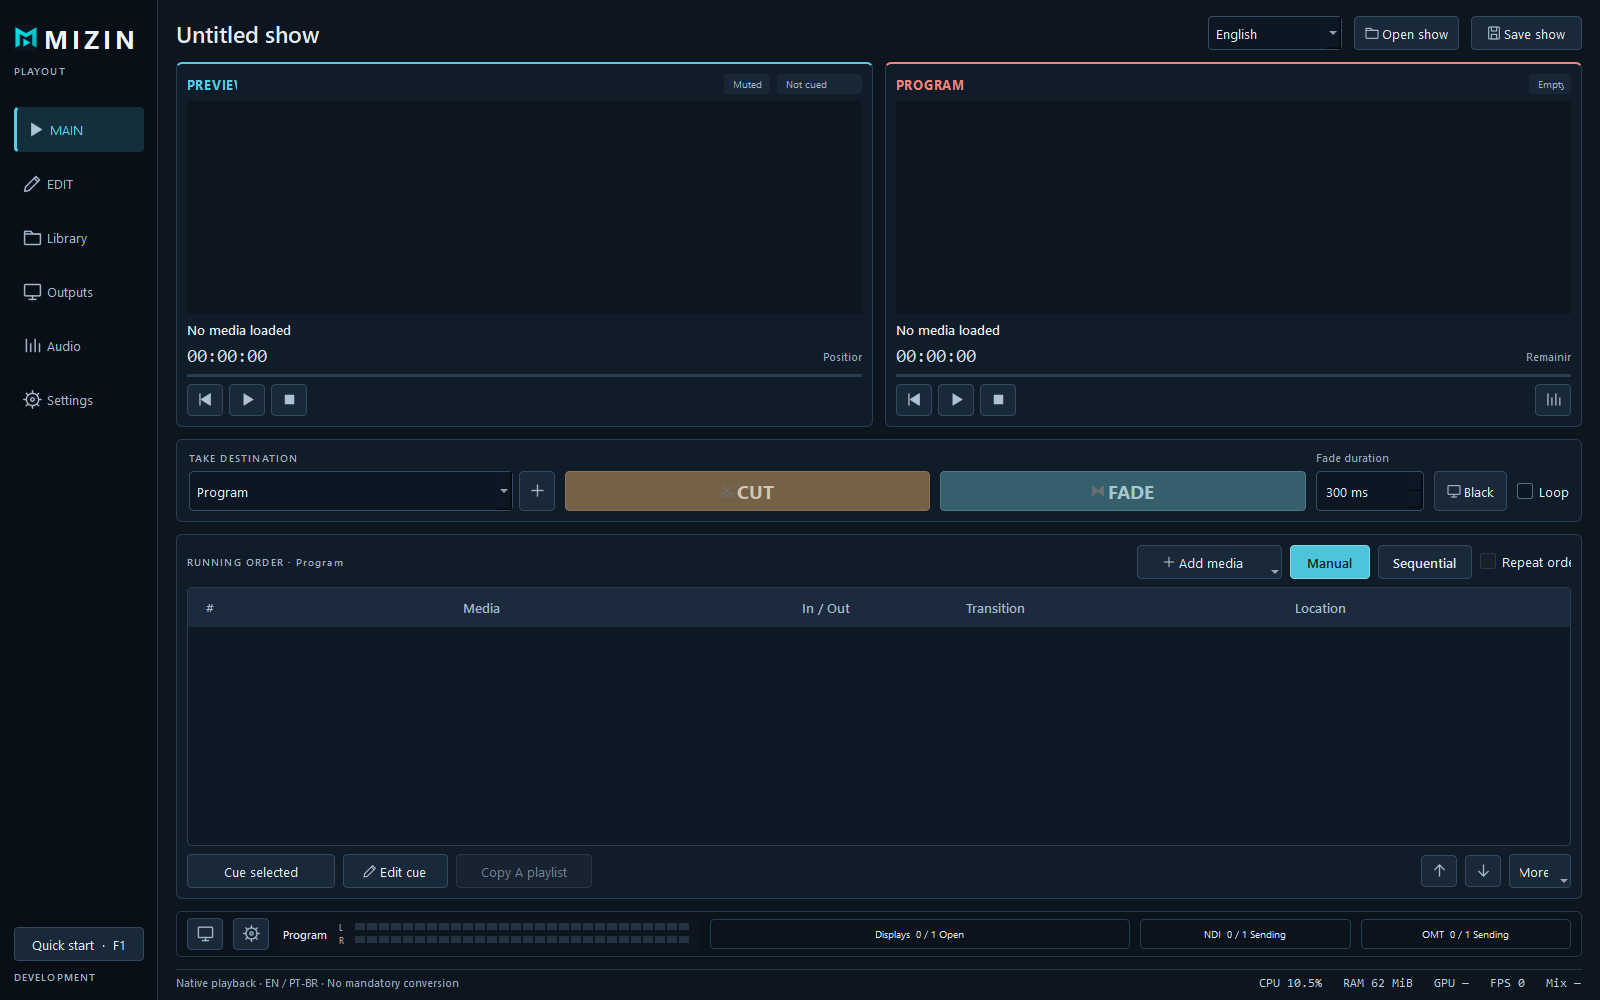 MIZIN
PLAYOUT
MAIN
EDIT
Library
Outputs
Audio
Settings
Quick start · F1
DEVELOPMENT
Untitled show
English
Open show
Save show
PREVIEW
Muted
Not cued
No media loaded
00:00:00
Position
PROGRAM
Empty
No media loaded
00:00:00
Remainin
TAKE DESTINATION
Program
CUT
FADE
Fade duration
300 ms
Black
Loop
RUNNING ORDER · Program
Add media
Manual
Sequential
Repeat orde
# Media In / Out Transition Location
Cue selected
Edit cue
Copy A playlist
More
Program
L
R
Displays 0 / 1 Open
NDI 0 / 1 Sending
OMT 0 / 1 Sending
Native playback · EN / PT-BR · No mandatory conversion
CPU 10.5% RAM 62 MiB GPU — FPS 0 Mix —